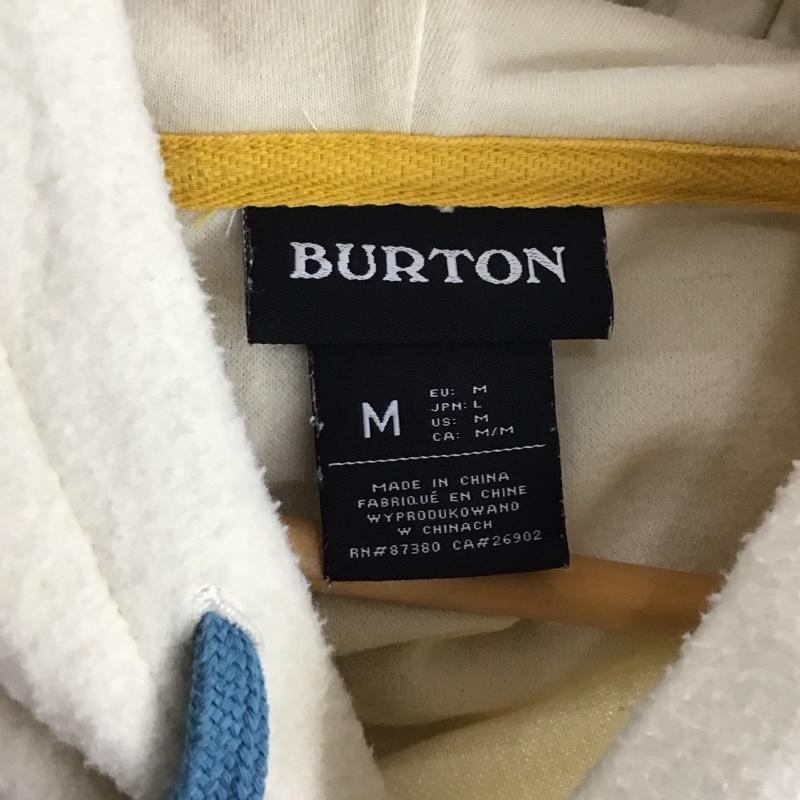 BURTON
M
EU: M
JPN: L
US: M
CA: M/M
MADE IN CHINA
FABRIQUÉ EN CHINE
WYPRODUKOWANO
W CHINACH
RN#87380 CA#26902